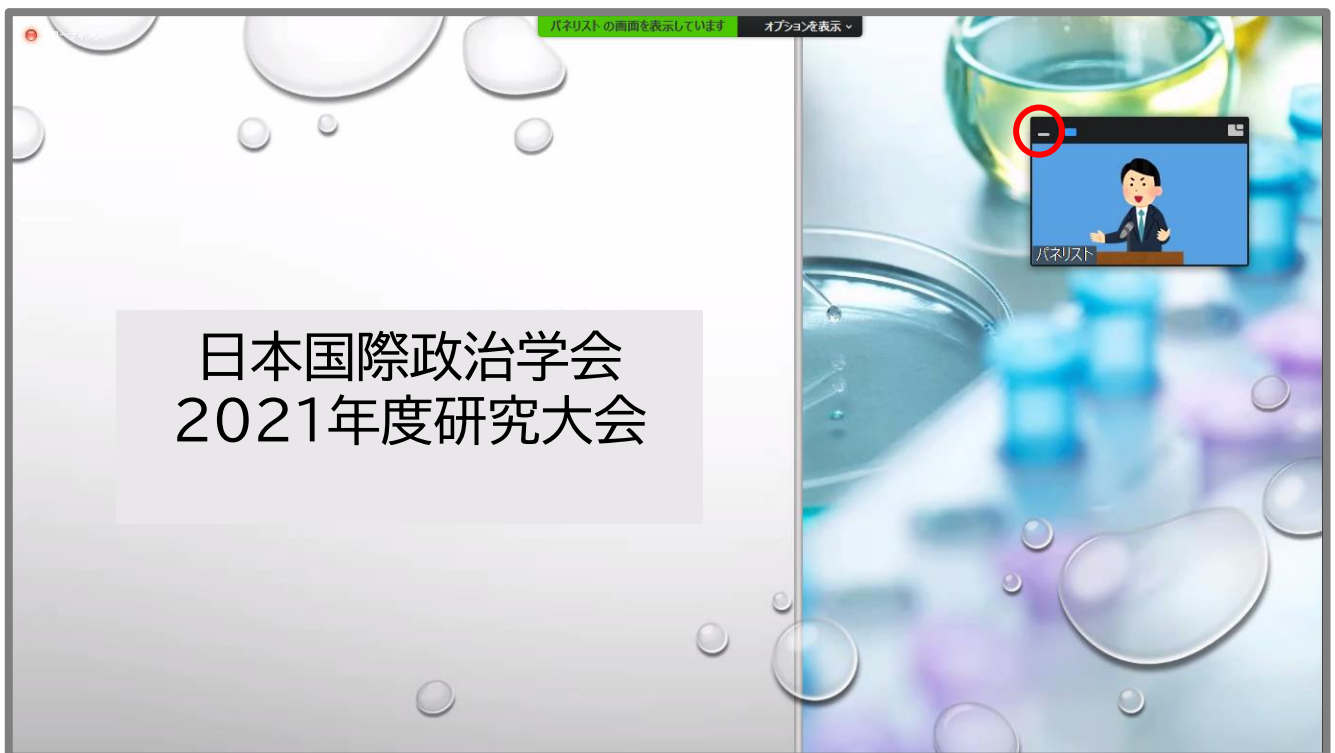 パネリスト の画面を表示しています
オプションを表示
パネリスト
日本国際政治学会
2021年度研究大会